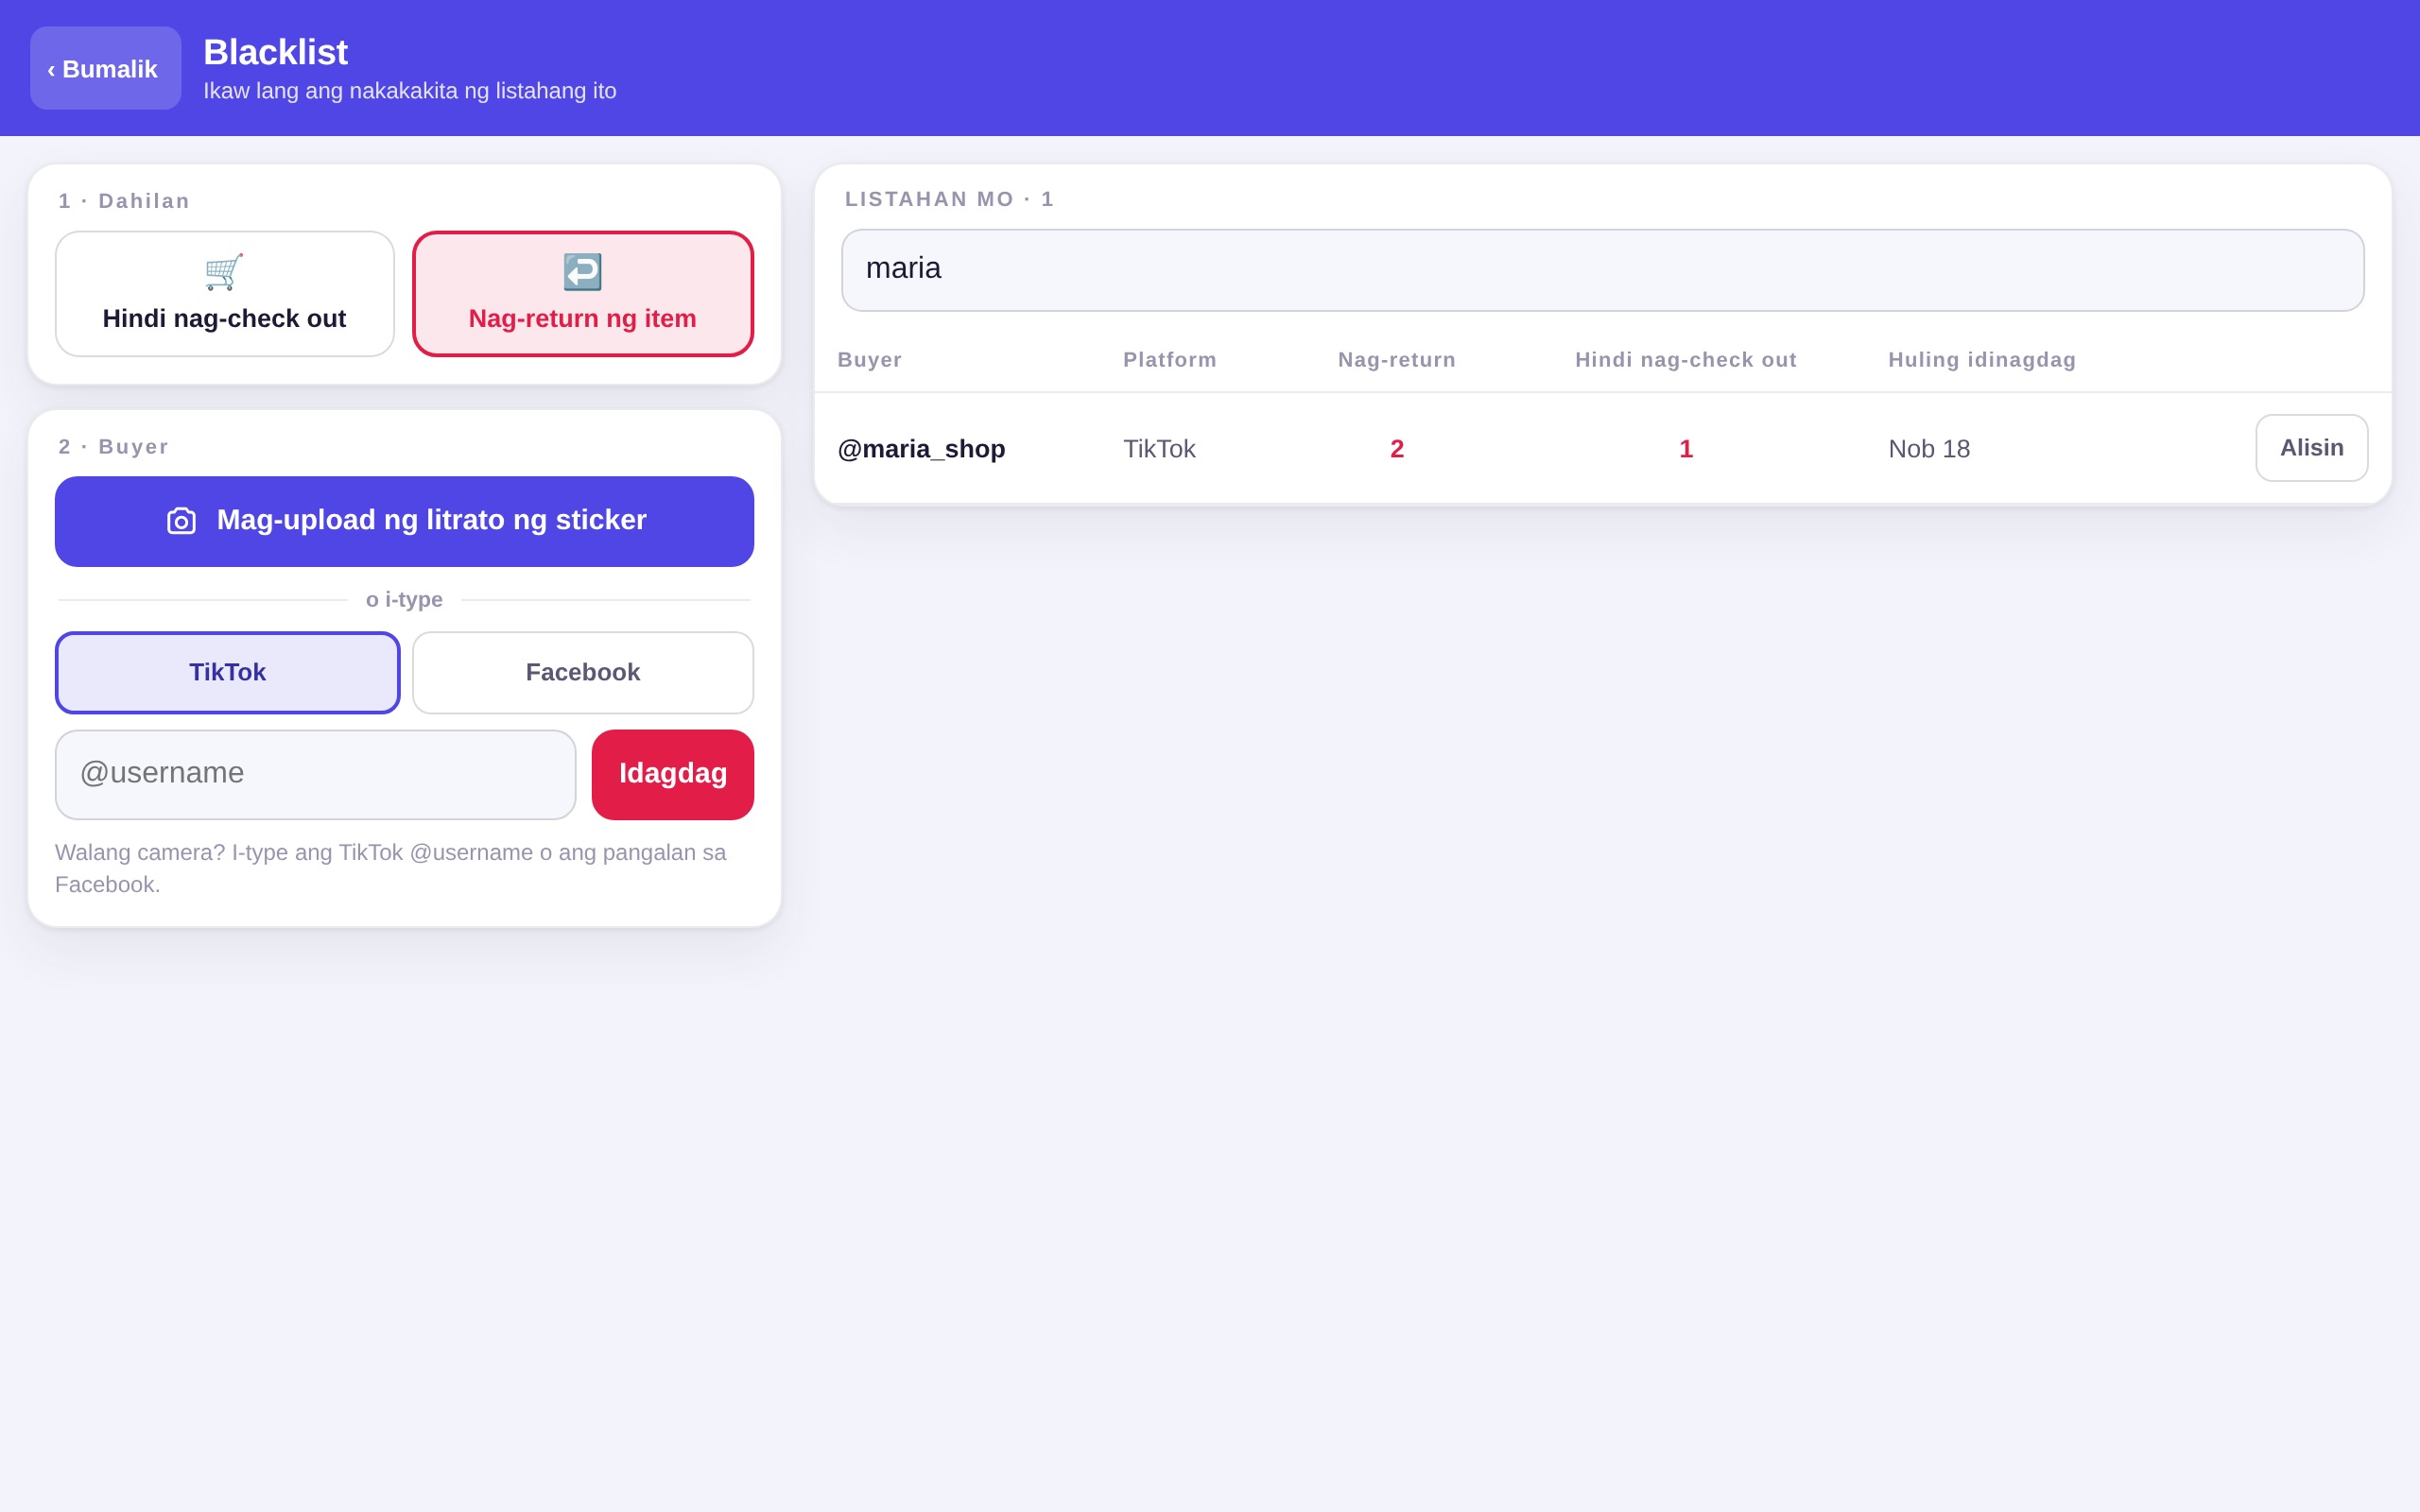 ‹ Bumalik
Blacklist
Ikaw lang ang nakakakita ng listahang ito
1 · Dahilan
Hindi nag-check out
Nag-return ng item
2 · Buyer
Mag-upload ng litrato ng sticker
o i-type
TikTok
Facebook
@username
Idagdag
Walang camera? I-type ang TikTok @username o ang pangalan sa
Facebook.
LISTAHAN MO · 1
maria
Buyer Platform Nag-return Hindi nag-check out Huling idinagdag
@maria_shop TikTok 2 1 Nob 18 Alisin